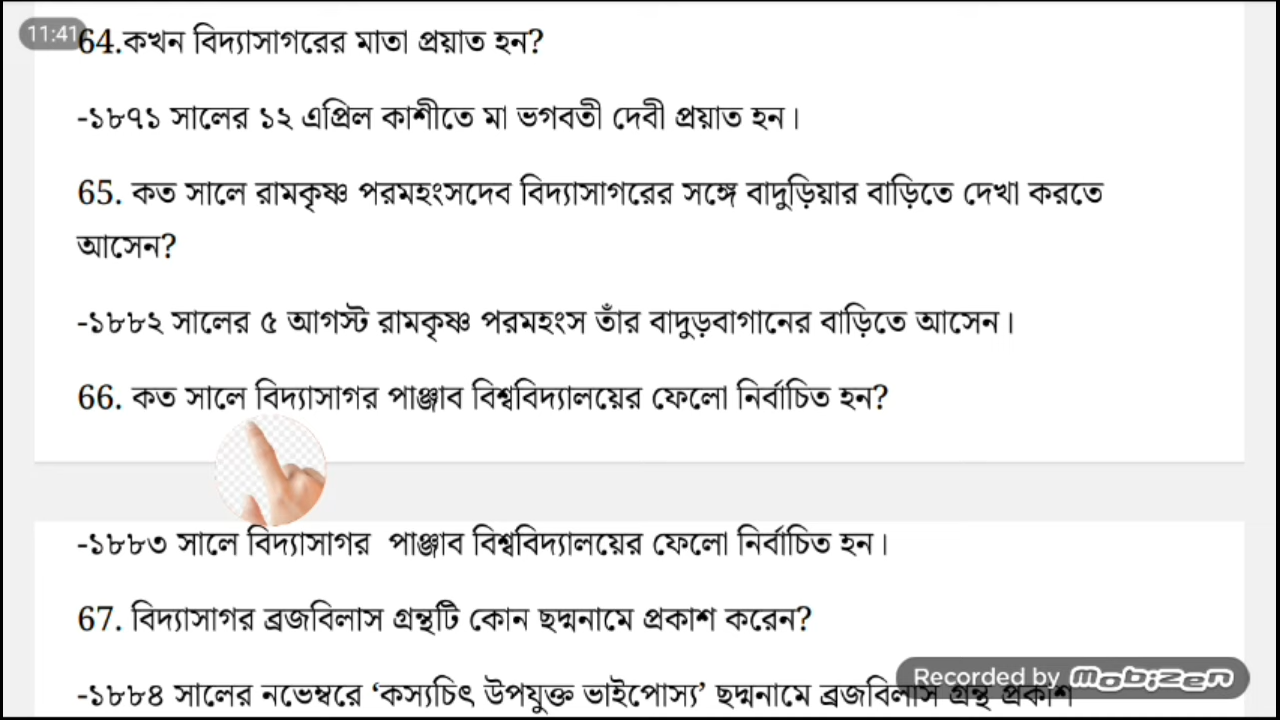 11:41
64.কখন বিদ্যাসাগরের মাতা প্রয়াত হন?
-১৮৭১ সালের ১২ এপ্রিল কাশীতে মা ভগবতী দেবী প্রয়াত হন।
65. কত সালে রামকৃষ্ণ পরমহংসদেব বিদ্যাসাগরের সঙ্গে বাদুড়িয়ার বাড়িতে দেখা করতে
আসেন?
-১৮৮২ সালের ৫ আগস্ট রামকৃষ্ণ পরমহংস তাঁর বাদুড়বাগানের বাড়িতে আসেন।
66. কত সালে বিদ্যাসাগর পাঞ্জাব বিশ্ববিদ্যালয়ের ফেলো নির্বাচিত হন?
-১৮৮৩ সালে বিদ্যাসাগর পাঞ্জাব বিশ্ববিদ্যালয়ের ফেলো নির্বাচিত হন।
67. বিদ্যাসাগর ব্রজবিলাস গ্রন্থটি কোন ছদ্মনামে প্রকাশ করেন?
-১৮৮৪ সালের নভেম্বরে ‘কস্যচিৎ উপযুক্ত ভাইপোস্য’ ছদ্মনামে ব্রজবিলাস গ্রন্থ প্রকাশ
Recorded by mobizen